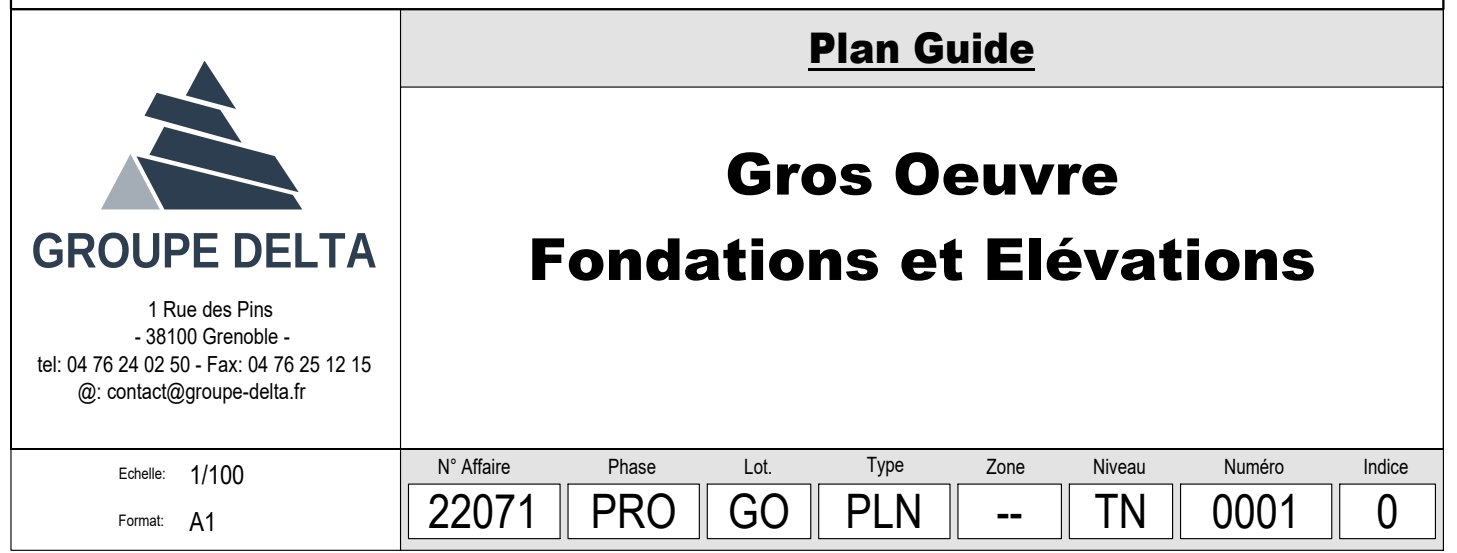 Plan Guide
GROUPE DELTA
1 Rue des Pins
- 38100 Grenoble -
tel: 04 76 24 02 50 - Fax: 04 76 25 12 15
@: contact@groupe-delta.fr
Gros Oeuvre
Fondations et Elévations
Echelle: 1/100
Format: A1
N° Affaire Phase Lot. Type Zone Niveau Numéro Indice
22071 PRO GO PLN -- TN 0001 0